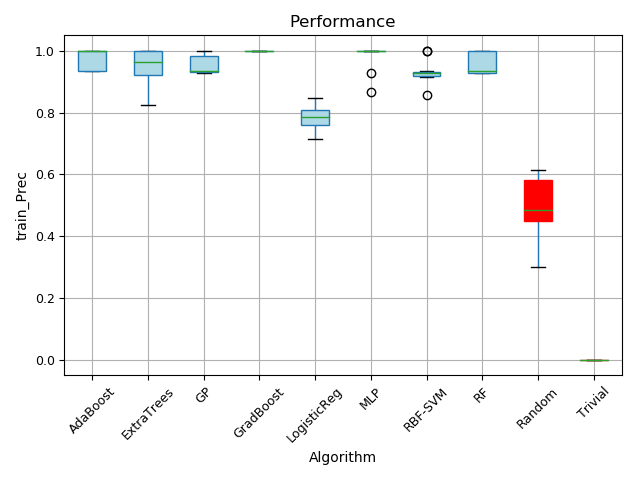 Performance
train_Prec
1.0
0.8
0.6
0.4
0.2
0.0
AdaBoost
ExtraTrees
GP
GradBoost
LogisticReg
MLP
RBF-SVM
RF
Random
Trivial
Algorithm